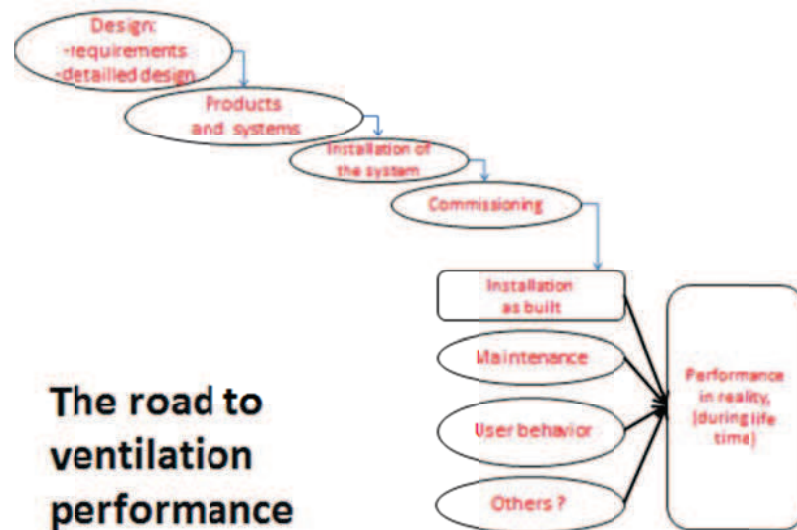 Design:
-requirements
-detailled design
Products
and systems
Installation of
the system
Commissioning
Installation
as built
Maintenance
User behavior
Others ?
Performance
in reality,
(during life
time)
The road to
ventilation
performance